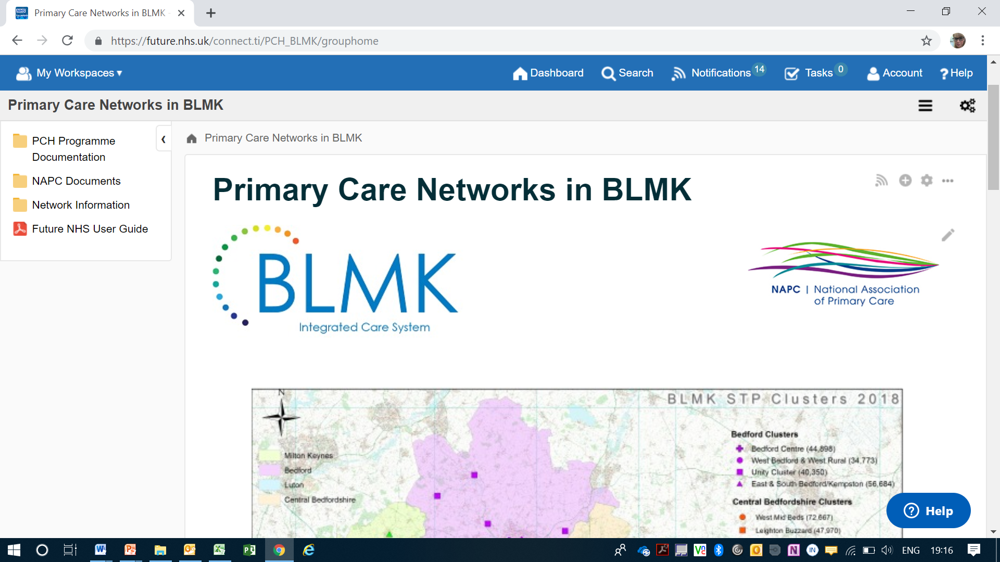 Primary Care Networks in BLMK -
https://future.nhs.uk/connect.ti/PCH_BLMK/grouphome
My Workspaces ▾
Dashboard
Search
Notifications 14
Tasks 0
Account
? Help
Primary Care Networks in BLMK
PCH Programme
Documentation
NAPC Documents
Network Information
Future NHS User Guide
Primary Care Networks in BLMK
Primary Care Networks in BLMK
BLMK
Integrated Care System
NAPC | National Association
of Primary Care
N
BLMK STP Clusters 2018
Milton Keynes
Bedford
Luton
Central Bedfordshire
Bedford Clusters
Bedford Centre (44,898)
West Bedford & West Rural (34,773)
Unity Cluster (40,350)
East & South Bedford/Kempston (56,684)
Central Bedfordshire Clusters
West Mid Beds (72,667)
Leighton Buzzard (47,970)
Help
ENG
19:16